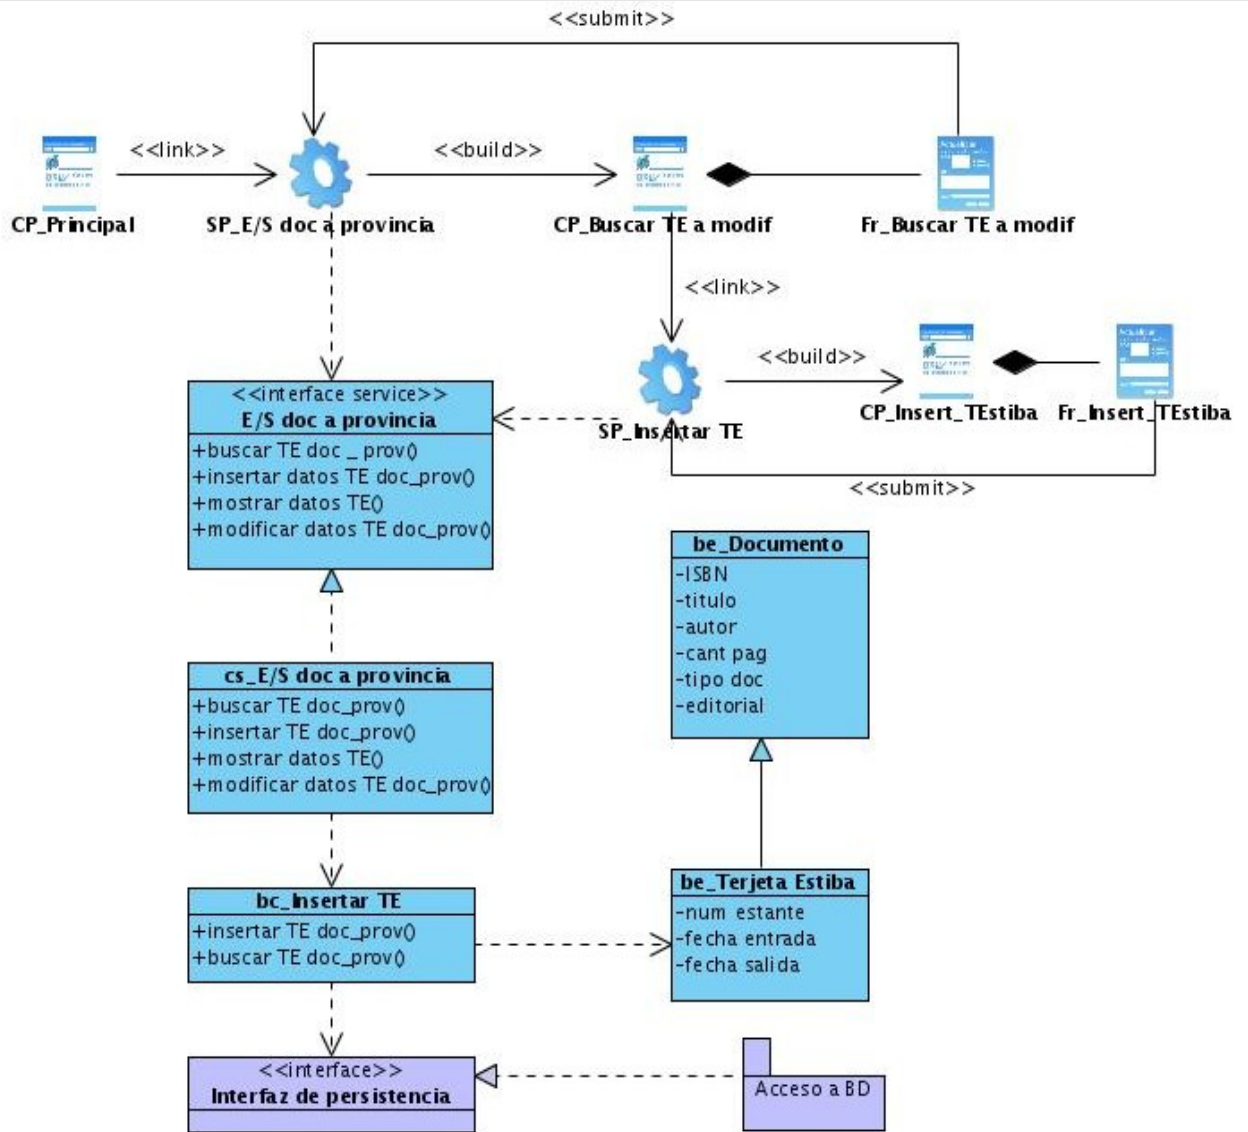 <<submit>>
<<link>>
<<build>>
CP_Principal
SP_E/S doc a provincia
CP_Buscar TE a modif
Fr_Buscar TE a modif
<<link>>
<<build>>
CP_Insert_TEstiba
Fr_Insert_TEstiba
SP_Insertar TE
<<submit>>
<<interface service>>
E/S doc a provincia
+buscar TE doc _ prov()
+insertar datos TE doc_prov()
+mostrar datos TE()
+modificar datos TE doc_prov()
be_Documento
-ISBN
-titulo
-autor
-cant pag
-tipo doc
-editorial
cs_E/S doc a provincia
+buscar TE doc_prov()
+insertar TE doc_prov()
+mostrar datos TE()
+modificar datos TE doc_prov()
bc_Insertar TE
+insertar TE doc_prov()
+buscar TE doc_prov()
be_Terjeta Estiba
-num estante
-fecha entrada
-fecha salida
<<interface>>
Interfaz de persistencia
Acceso a BD